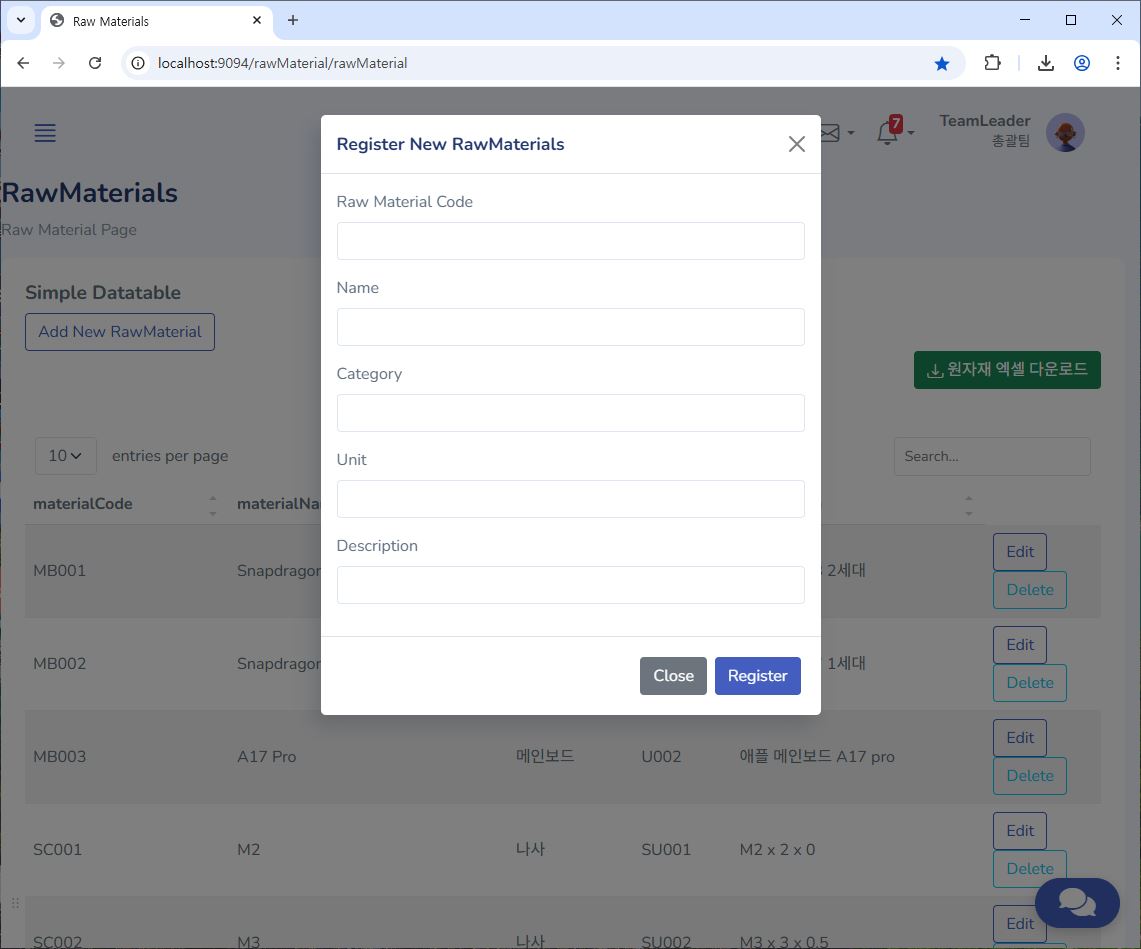 Raw Materials
localhost:9094/rawMaterial/rawMaterial
7
TeamLeader
총괄팀
RawMaterials
Raw Material Page
Simple Datatable
Add New RawMaterial
원자재 엑셀 다운로드
10
entries per page
Search...
Register New RawMaterials
Raw Material Code
Name
Category
Unit
Description
Close
Register
materialCode materialNa
MB001 Snapdragon 2세대 Edit
Delete
MB002 Snapdragon 1세대 Edit
Delete
MB003 A17 Pro 메인보드 U002 애플 메인보드 A17 pro Edit
Delete
SC001 M2 나사 SU001 M2 x 2 x 0 Edit
Delete
SC002 M3 나사 SU002 M3 x 3 x 0.5 Edit